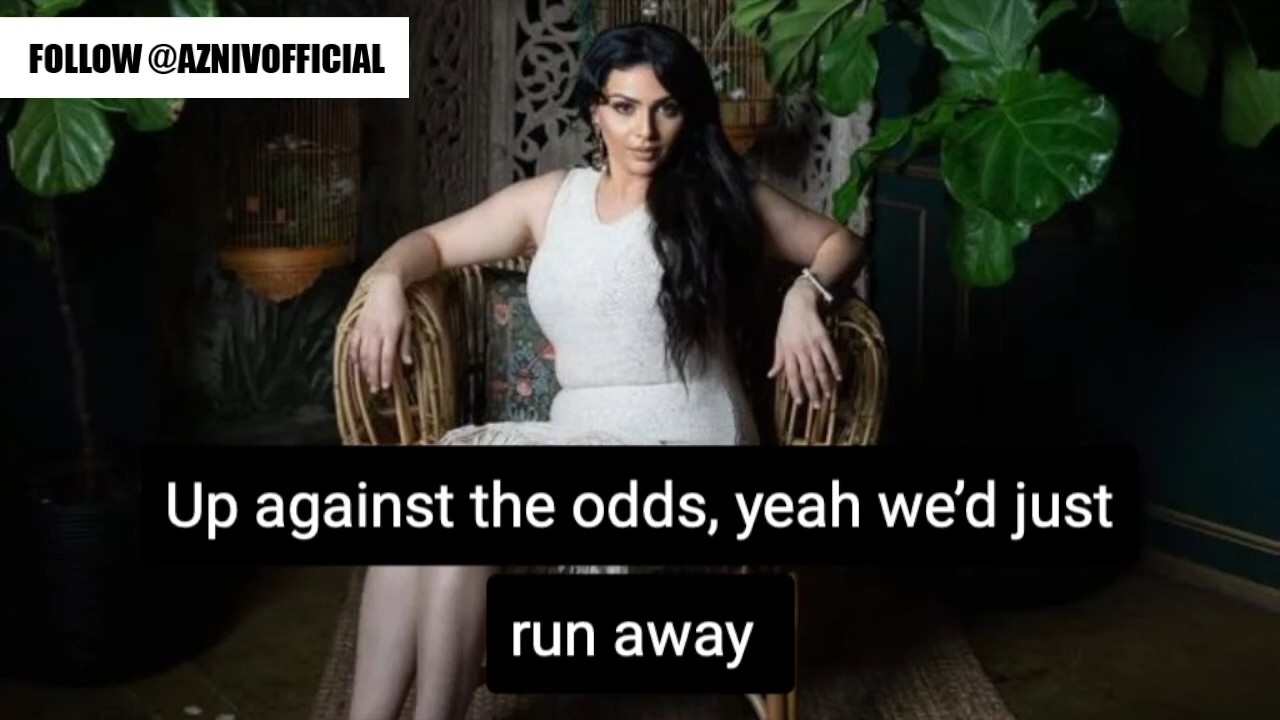 FOLLOW @AZNIVOFFICIAL
Up against the odds, yeah we’d just
run away